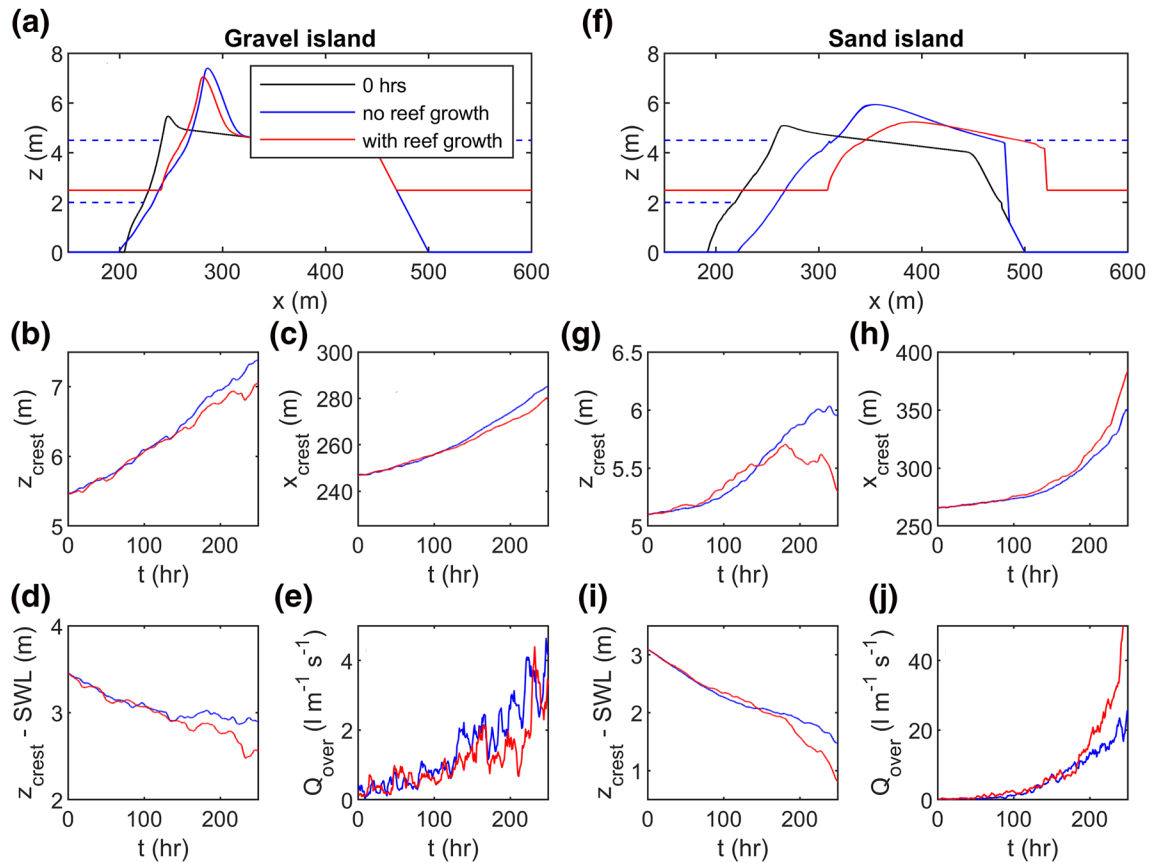 (a)
Gravel island
8
6
4
2
0
z (m)
200
300
400
500
600
x (m)
0 hrs
no reef growth
with reef growth
(f)
Sand island
8
6
4
2
0
z (m)
200
300
400
500
600
x (m)
(b)
7
6
5
z_crest (m)
0
100
200
t (hr)
(c)
300
280
260
240
x_crest (m)
0
100
200
t (hr)
(g)
6.5
6
5.5
5
z_crest (m)
0
100
200
t (hr)
(h)
400
350
300
250
x_crest (m)
0
100
200
t (hr)
(d)
4
3
2
z_crest - SWL (m)
0
100
200
t (hr)
(e)
4
2
0
Q_over (l m^-1 s^-1)
0
100
200
t (hr)
(i)
3
2
1
z_crest - SWL (m)
0
100
200
t (hr)
(j)
40
20
0
Q_over (l m^-1 s^-1)
0
100
200
t (hr)